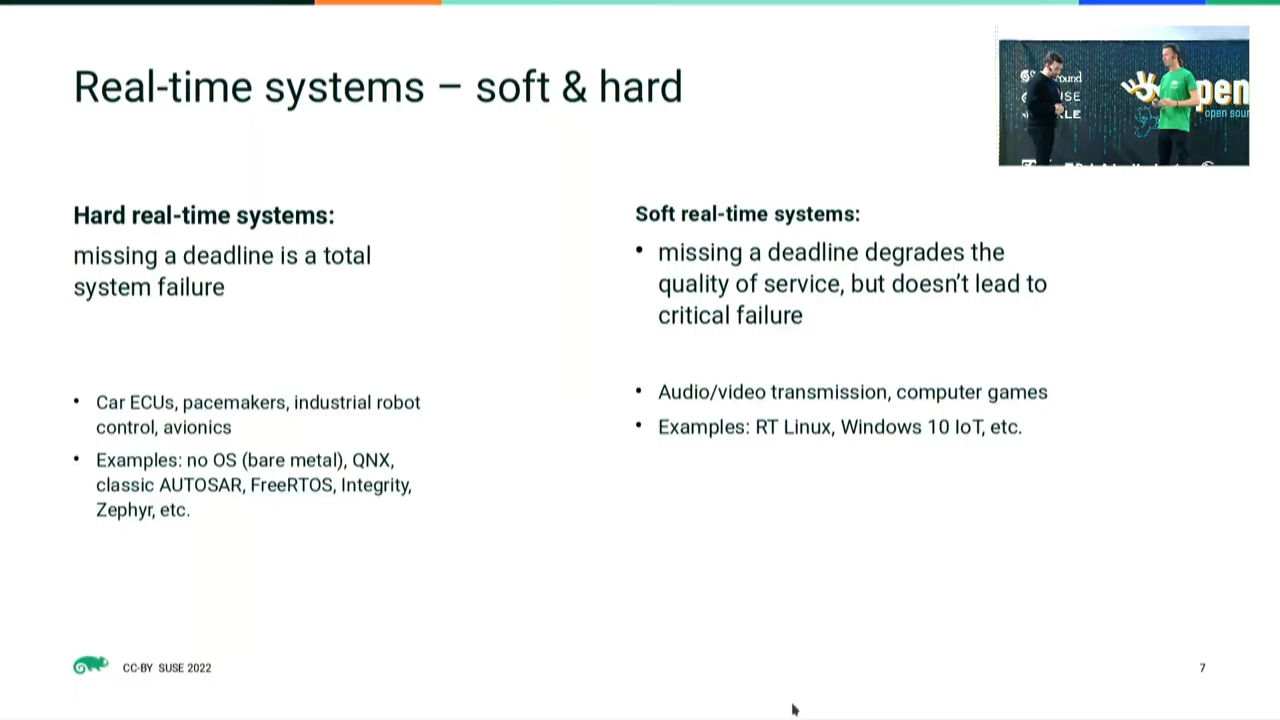 Real-time systems – soft & hard
Hard real-time systems:
missing a deadline is a total
system failure
• Car ECUs, pacemakers, industrial robot
control, avionics
• Examples: no OS (bare metal), QNX,
classic AUTOSAR, FreeRTOS, Integrity,
Zephyr, etc.
Soft real-time systems:
• missing a deadline degrades the
quality of service, but doesn’t lead to
critical failure
• Audio/video transmission, computer games
• Examples: RT Linux, Windows 10 IoT, etc.
pen
open sour
CC-BY SUSE 2022
7